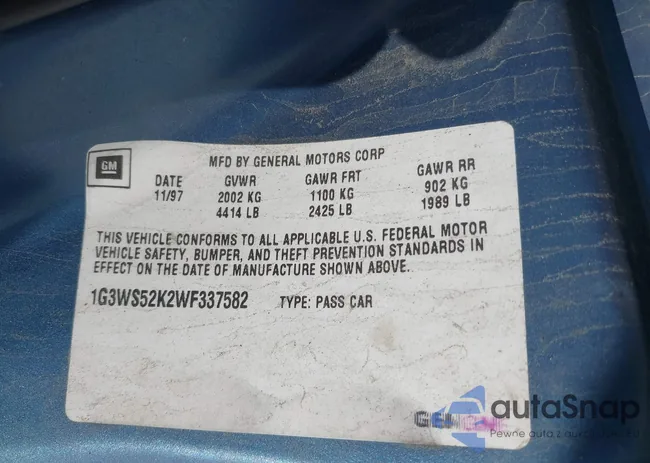 GM
MFD BY GENERAL MOTORS CORP
DATE GVWR GAWR FRT GAWR RR
11/97 2002 KG 1100 KG 902 KG
4414 LB 2425 LB 1989 LB
THIS VEHICLE CONFORMS TO ALL APPLICABLE U.S. FEDERAL MOTOR
VEHICLE SAFETY, BUMPER, AND THEFT PREVENTION STANDARDS IN
EFFECT ON THE DATE OF MANUFACTURE SHOWN ABOVE.
1G3WS52K2WF337582 TYPE: PASS CAR
autaSnap
Pewne auta z